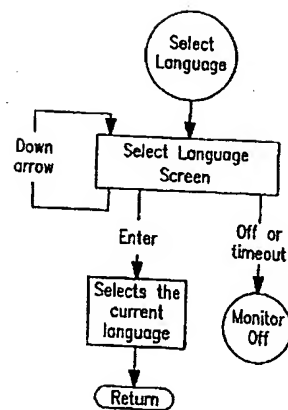 Select
Language
Down
arrow
Select Language
Screen
Enter
Off or
timeout
Selects the
current
language
Monitor
Off
Return